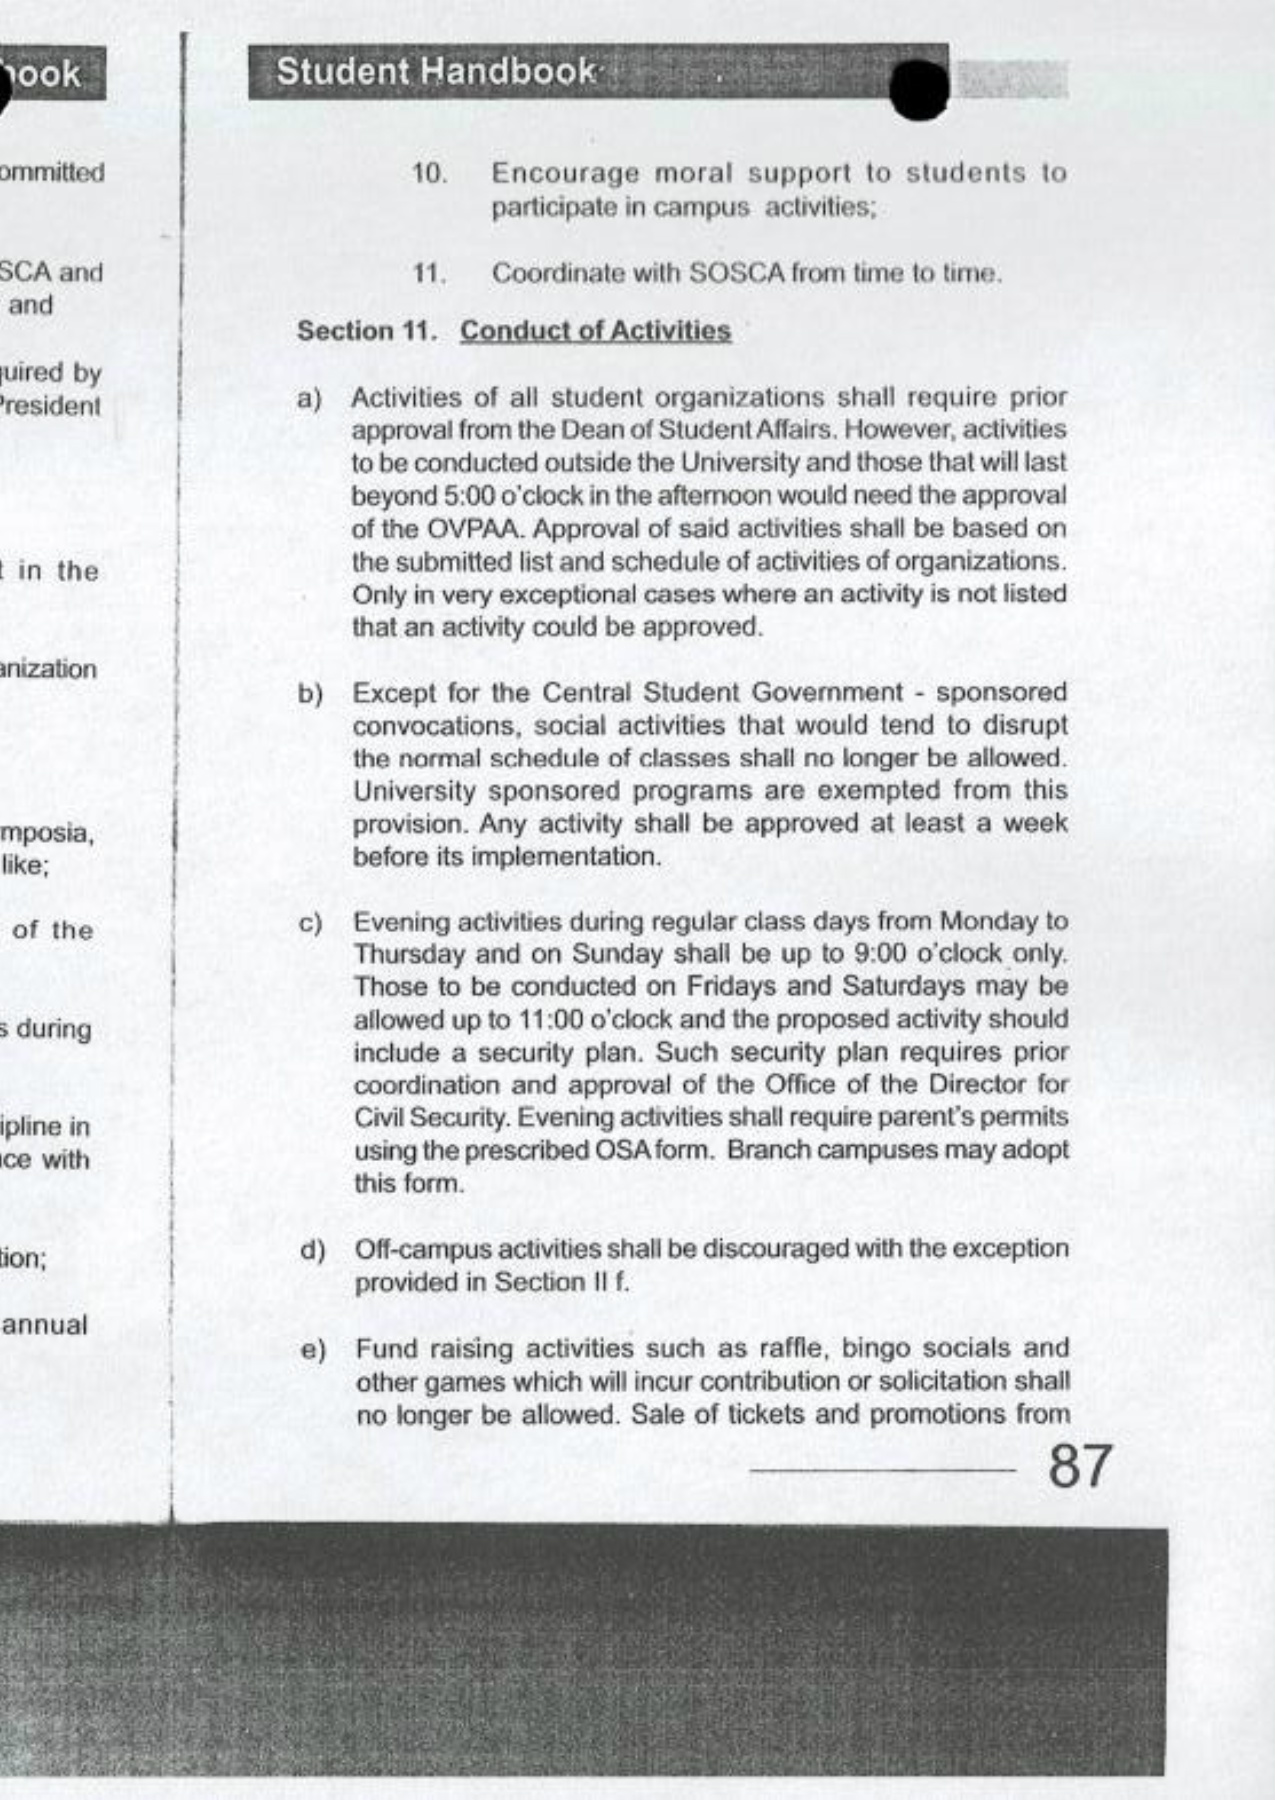 ook
ommitted
SCA and
and
quired by
President
t in the
anization
mposia,
like;
of the
s during
ipline in
ce with
tion;
annual
Student Handbook
10. Encourage moral support to students to
participate in campus activities;
11. Coordinate with SOSCA from time to time.
Section 11. Conduct of Activities
a) Activities of all student organizations shall require prior
approval from the Dean of Student Affairs. However, activities
to be conducted outside the University and those that will last
beyond 5:00 o'clock in the afternoon would need the approval
of the OVPAA. Approval of said activities shall be based on
the submitted list and schedule of activities of organizations.
Only in very exceptional cases where an activity is not listed
that an activity could be approved.
b) Except for the Central Student Government - sponsored
convocations, social activities that would tend to disrupt
the normal schedule of classes shall no longer be allowed.
University sponsored programs are exempted from this
provision. Any activity shall be approved at least a week
before its implementation.
c) Evening activities during regular class days from Monday to
Thursday and on Sunday shall be up to 9:00 o'clock only.
Those to be conducted on Fridays and Saturdays may be
allowed up to 11:00 o'clock and the proposed activity should
include a security plan. Such security plan requires prior
coordination and approval of the Office of the Director for
Civil Security. Evening activities shall require parent's permits
using the prescribed OSA form. Branch campuses may adopt
this form.
d) Off-campus activities shall be discouraged with the exception
provided in Section II f.
e) Fund raising activities such as raffle, bingo socials and
other games which will incur contribution or solicitation shall
no longer be allowed. Sale of tickets and promotions from
87